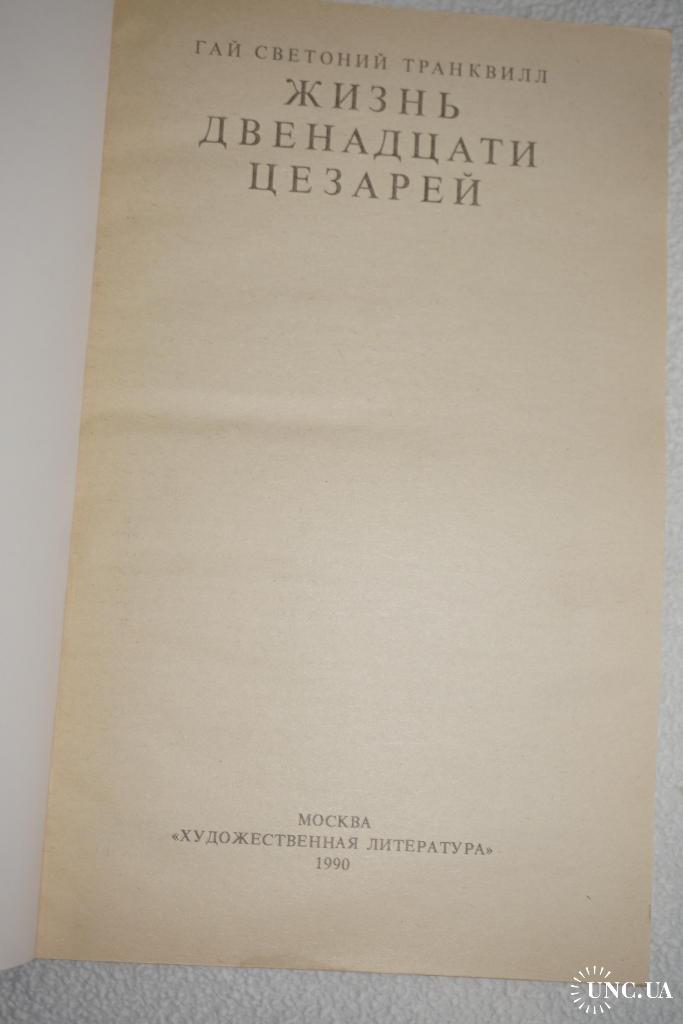 ГАЙ СВЕТОНИЙ ТРАНКВИЛЛ
ЖИЗНЬ
ДВЕНАДЦАТИ
ЦЕЗАРЕЙ
МОСКВА
«ХУДОЖЕСТВЕННАЯ ЛИТЕРАТУРА»
1990
UNC.UA